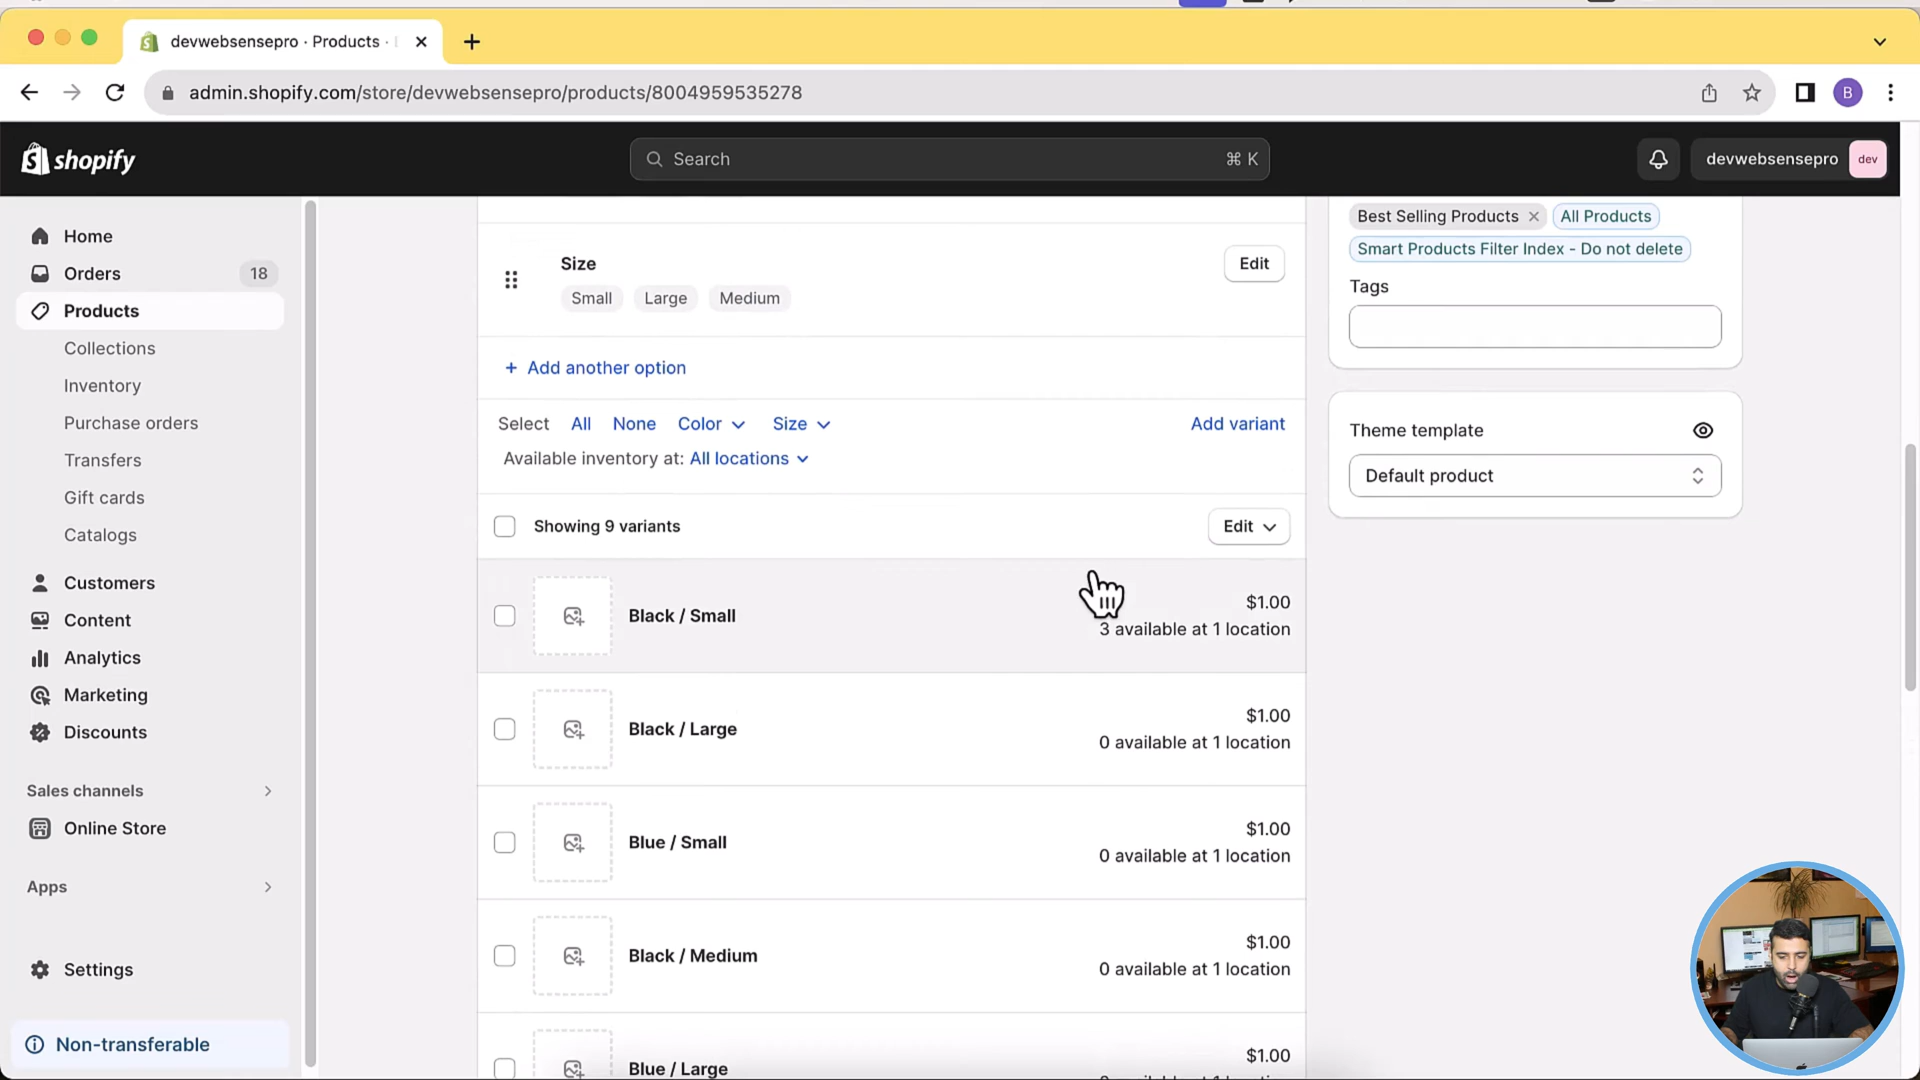 devwebsensepro · Products ·
admin.shopify.com/store/devwebsensepro/products/8004959535278
B
shopify
Search
⌘ K
devwebsensepro
dev
Home
Orders
18
Products
Collections
Inventory
Purchase orders
Transfers
Gift cards
Catalogs
Customers
Content
Analytics
Marketing
Discounts
Sales channels
Online Store
Apps
Settings
Non-transferable
Size
Edit
Small
Large
Medium
+ Add another option
Select
All
None
Color
Size
Add variant
Available inventory at: All locations
Showing 9 variants
Edit
Black / Small
$1.00
3 available at 1 location
Black / Large
$1.00
0 available at 1 location
Blue / Small
$1.00
0 available at 1 location
Black / Medium
$1.00
0 available at 1 location
Blue / Large
$1.00
Best Selling Products
All Products
Smart Products Filter Index - Do not delete
Tags
Theme template
Default product